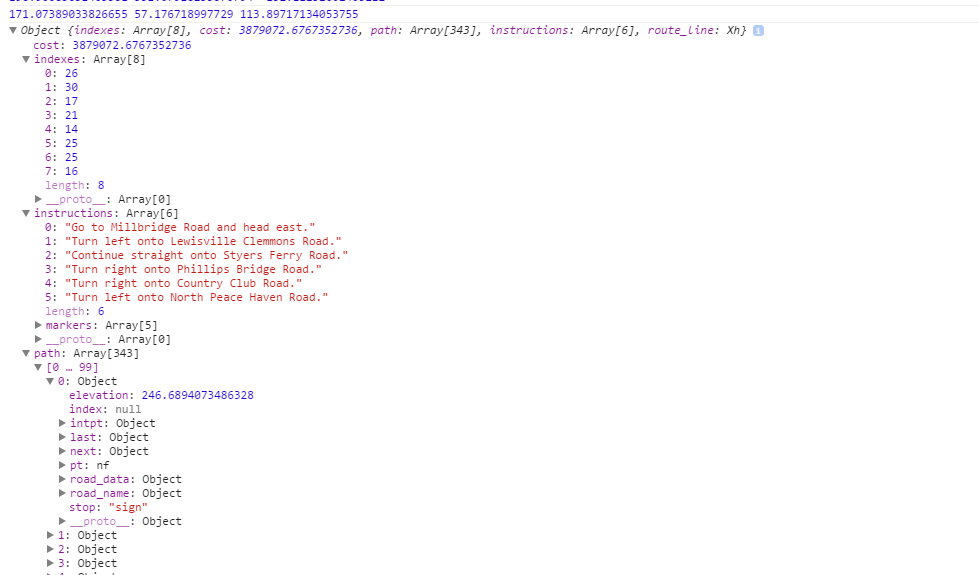 171.07389033826655 57.176718997729 113.89717134053755
Object {indexes: Array[8], cost: 3879072.6767352736, path: Array[343], instructions: Array[6], route_line: Xh} i
cost: 3879072.6767352736
indexes: Array[8]
0: 26
1: 30
2: 17
3: 21
4: 14
5: 25
6: 25
7: 16
length: 8
__proto__: Array[0]
instructions: Array[6]
0: "Go to Millbridge Road and head east."
1: "Turn left onto Lewisville Clemmons Road."
2: "Continue straight onto Styers Ferry Road."
3: "Turn right onto Phillips Bridge Road."
4: "Turn right onto Country Club Road."
5: "Turn left onto North Peace Haven Road."
length: 6
markers: Array[5]
__proto__: Array[0]
path: Array[343]
[0 … 99]
0: Object
elevation: 246.6894073486328
index: null
intpt: Object
last: Object
next: Object
pt: nf
road_data: Object
road_name: Object
stop: "sign"
__proto__: Object
1: Object
2: Object
3: Object